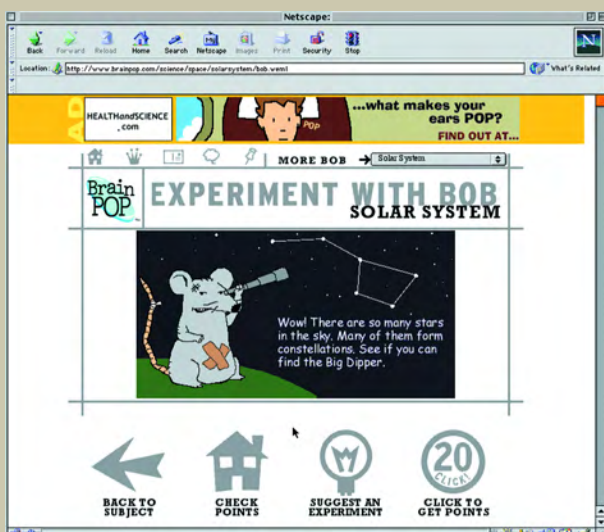 Netscape:
Back Forward Reload Home Search Netscape Images Print Security Stop
N
Location: http://www.brainpop.com/science/space/solarsystem/bob.weml What's Related
AD
HEALTHandSCIENCE
.com
POP
...what makes your
ears POP?
FIND OUT AT...
MORE BOB → Solar System
Brain
POP
EXPERIMENT WITH BOB
SOLAR SYSTEM
Wow! There are so many stars
in the sky. Many of them form
constellations. See if you can
find the Big Dipper.
BACK TO
SUBJECT
CHECK
POINTS
SUGGEST AN
EXPERIMENT
20
CLICK!
CLICK TO
GET POINTS